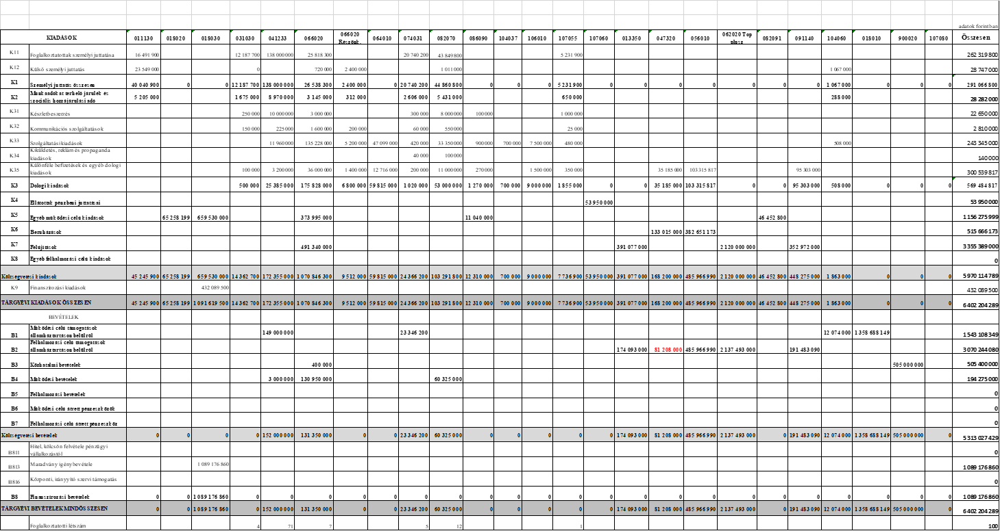 adatok forintban
KIADÁSOK 011130 018020 018030 031030 041233 066020 066020 Részönk. 064010 074031 082070 086090 104037 106010 107055 107060 013350 047320 056010 062020 Top plusz 082091 091140 104060 018010 900020 107080 Összesen
K11 Foglalkoztatottak személyi juttatása 16 491 900 12 187 700 138 000 000 25 818 300 20 740 200 43 849 800 5 231 900 262 319 800
K12 Külső személyi juttatás 23 549 000 0 720 000 2 400 000 1 011 000 1 067 000 28 747 000
K1 Személyi juttatás összesen 40 040 900 0 0 12 187 700 138 000 000 26 538 300 2 400 000 0 20 740 200 44 860 800 0 0 0 5 231 900 0 0 0 0 0 0 0 1 067 000 0 0 0 291 066 800
K2 Munkaadókat terhelő járulék és szociális hozzájárulási adó 5 205 000 1 675 000 8 970 000 3 145 000 312 000 2 606 000 5 431 000 650 000 288 000 28 282 000
K31 Készletbeszerzés 250 000 10 000 000 3 000 000 300 000 8 000 000 100 000 1 000 000 22 650 000
K32 Kommunikációs szolgáltatások 150 000 225 000 1 600 000 200 000 60 000 550 000 25 000 2 810 000
K33 Szolgáltatási kiadások 11 960 000 135 228 000 5 200 000 47 099 000 420 000 33 350 000 900 000 700 000 7 500 000 480 000 508 000 243 345 000
K34 Kiküldetés, reklám és propaganda kiadások 40 000 100 000 140 000
K35 Különféle befizetések és egyéb dologi kiadások 100 000 3 200 000 36 000 000 1 400 000 12 716 000 200 000 11 000 000 270 000 1 500 000 350 000 35 185 000 103 315 817 95 303 000 300 539 817
K3 Dologi kiadások 500 000 25 385 000 175 828 000 6 800 000 59 815 000 1 020 000 53 000 000 1 270 000 700 000 9 000 000 1 855 000 0 0 35 185 000 103 315 817 0 0 95 303 000 508 000 0 0 0 569 484 817
K4 Ellátottak pénzbeni juttatásai 53 950 000 53 950 000
K5 Egyéb működési célú kiadások 65 258 199 659 530 000 373 995 000 11 040 000 46 452 800 1 156 275 999
K6 Beruházások 133 015 000 382 651 173 515 666 173
K7 Felújítások 491 340 000 391 077 000 2 120 000 000 352 972 000 3 355 389 000
K8 Egyéb felhalmozási célú kiadások 0
Költségvetési kiadások 45 245 900 65 258 199 659 530 000 14 362 700 172 355 000 1 070 846 300 9 512 000 59 815 000 24 366 200 103 291 800 12 310 000 700 000 9 000 000 7 736 900 53 950 000 391 077 000 168 200 000 485 966 990 2 120 000 000 46 452 800 448 275 000 1 863 000 0 0 0 5 970 114 789
K9 Finanszírozási kiadások 432 089 500 432 089 500
TÁRGYÉVI KIADÁSOK ÖSSZESEN 45 245 900 65 258 199 1 091 619 500 14 362 700 172 355 000 1 070 846 300 9 512 000 59 815 000 24 366 200 103 291 800 12 310 000 700 000 9 000 000 7 736 900 53 950 000 391 077 000 168 200 000 485 966 990 2 120 000 000 46 452 800 448 275 000 1 863 000 0 0 0 6 402 204 289
BEVÉTELEK
B1 Működési célú támogatások államháztartáson belülről 149 000 000 23 346 200 12 074 000 1 358 688 149 1 543 108 349
B2 Felhalmozási célú támogatások államháztartáson belülről 174 093 000 81 208 000 485 966 990 2 137 493 000 191 483 090 3 070 244 080
B3 Közhatalmi bevételek 400 000 505 000 000 505 400 000
B4 Működési bevételek 3 000 000 130 950 000 60 325 000 194 275 000
B5 Felhalmozási bevételek 0
B6 Működési célú átvett pénzeszközök 0
B7 Felhalmozási célú átvett pénzeszköz 0
Költségvetési bevételek 0 0 0 0 152 000 000 131 350 000 0 0 23 346 200 60 325 000 0 0 0 0 0 174 093 000 81 208 000 485 966 990 2 137 493 000 0 191 483 090 12 074 000 1 358 688 149 505 000 000 0 5 313 027 429
B811 Hitel, kölcsön felvétele pénzügyi vállalkozástól 0
B813 Maradvány igénybevétele 1 089 176 860 1 089 176 860
B816 Központi, irányyító szervi támogatás 0
B8 Finanszírozási bevételek 0 0 1 089 176 860 0 0 0 0 0 0 0 0 0 0 0 0 0 0 0 0 0 0 0 0 0 0 1 089 176 860
TÁRGYÉVI BEVÉTELEK MINDÖSSZESEN 0 0 1 089 176 860 0 152 000 000 131 350 000 0 0 23 346 200 60 325 000 0 0 0 0 0 174 093 000 81 208 000 485 966 990 2 137 493 000 0 191 483 090 12 074 000 1 358 688 149 505 000 000 0 6 402 204 289
Foglalkoztatotti létszám 4 71 7 5 12 1 100